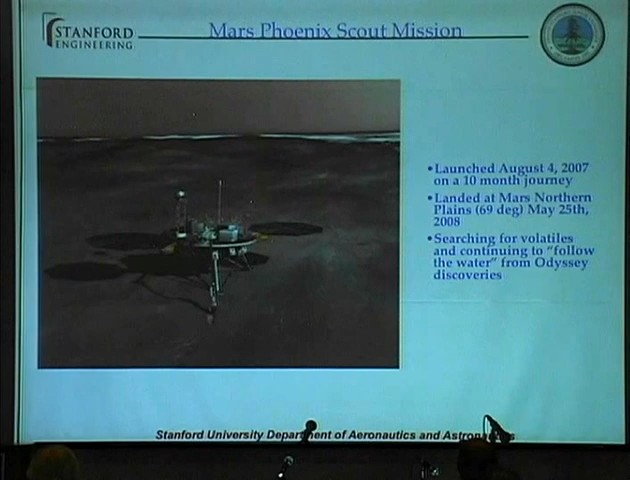 STANFORD
ENGINEERING
Mars Phoenix Scout Mission
•Launched August 4, 2007
on a 10 month journey
•Landed at Mars Northern
Plains (69 deg) May 25th,
2008
•Searching for volatiles
and continuing to "follow
the water" from Odyssey
discoveries
Stanford University Department of Aeronautics and